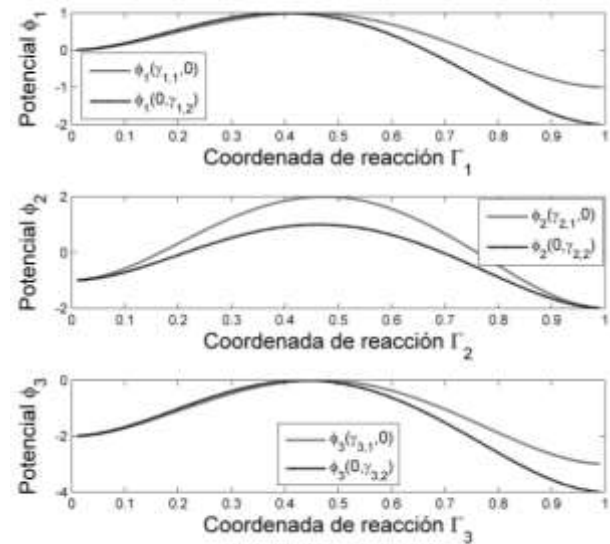 Potencial ϕ1
1
0
-1
-2
ϕ1(γ1,1,0)
ϕ1(0,γ1,2)
0 0.1 0.2 0.3 0.4 0.5 0.6 0.7 0.8 0.9 1
Coordenada de reacción Γ1
Potencial ϕ2
2
0
-2
ϕ2(γ2,1,0)
ϕ2(0,γ2,2)
0 0.1 0.2 0.3 0.4 0.5 0.6 0.7 0.8 0.9 1
Coordenada de reacción Γ2
Potencial ϕ3
0
-2
-4
ϕ3(γ3,1,0)
ϕ3(0,γ3,2)
0 0.1 0.2 0.3 0.4 0.5 0.6 0.7 0.8 0.9 1
Coordenada de reacción Γ3